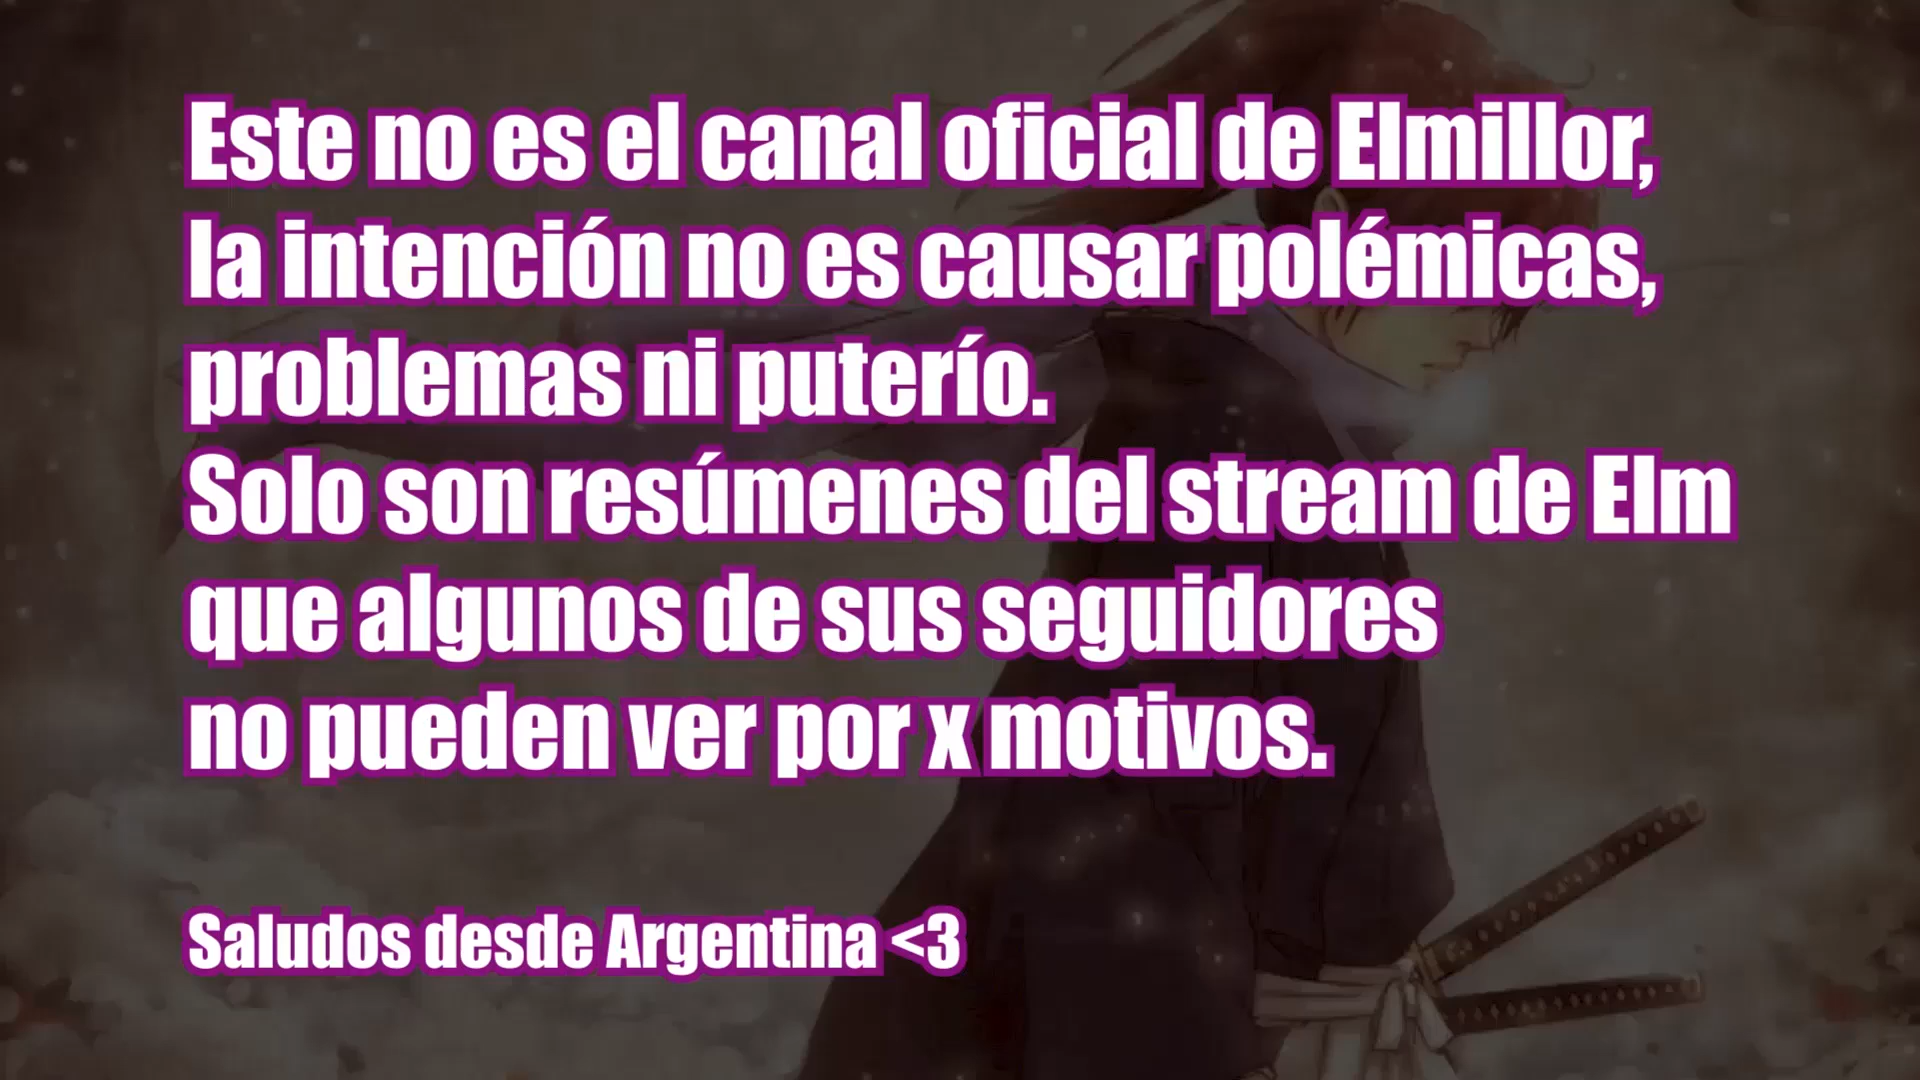 Este no es el canal oficial de Elmillor,
la intención no es causar polémicas,
problemas ni puterío.
Solo son resúmenes del stream de Elm
que algunos de sus seguidores
no pueden ver por x motivos.
Saludos desde Argentina <3